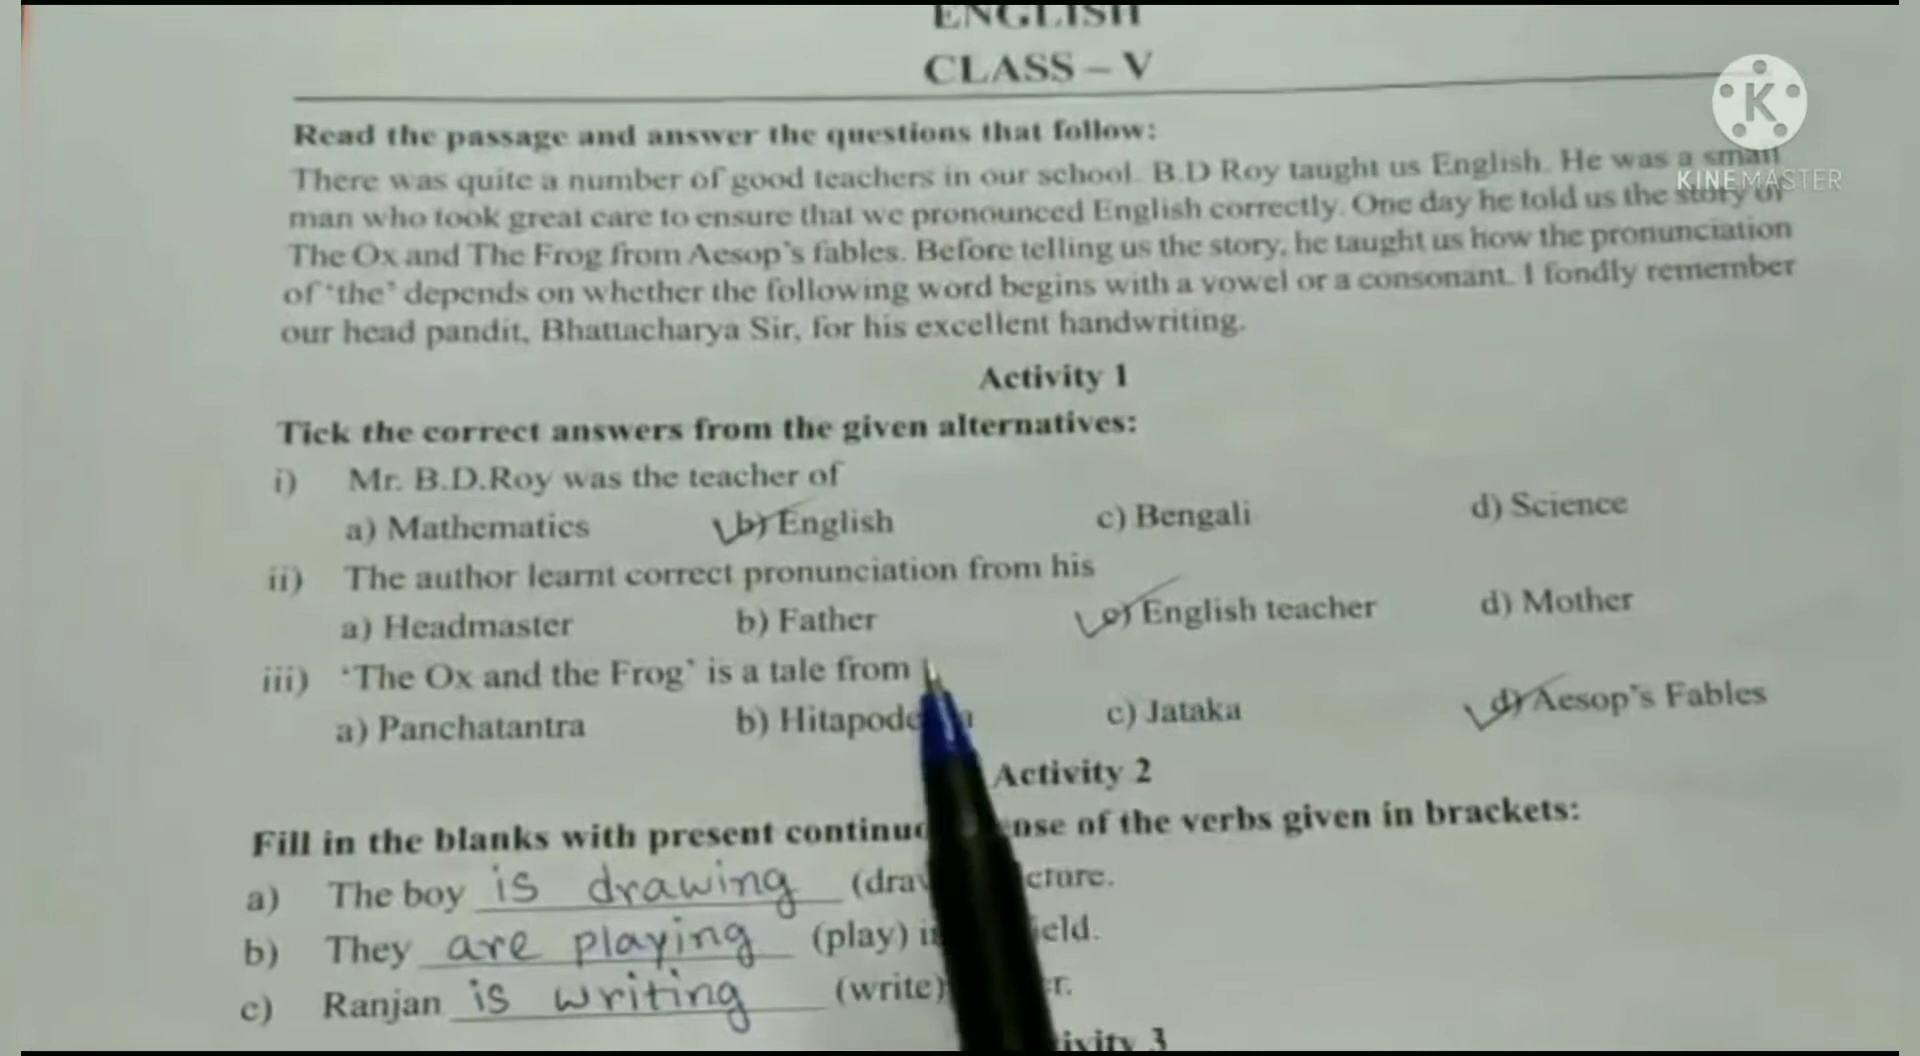 ENGLISH
CLASS – V
K
KINEMASTER
Read the passage and answer the questions that follow:
There was quite a number of good teachers in our school. B.D Roy taught us English. He was a small
man who took great care to ensure that we pronounced English correctly. One day he told us the story of
The Ox and The Frog from Aesop's fables. Before telling us the story, he taught us how the pronunciation
of 'the' depends on whether the following word begins with a vowel or a consonant. I fondly remember
our head pandit, Bhattacharya Sir, for his excellent handwriting.
Activity 1
Tick the correct answers from the given alternatives:
i) Mr. B.D.Roy was the teacher of
a) Mathematics b) English c) Bengali d) Science
ii) The author learnt correct pronunciation from his
a) Headmaster b) Father c) English teacher d) Mother
iii) 'The Ox and the Frog' is a tale from
a) Panchatantra b) c) Jataka d) Aesop's Fables
Activity 2
Fill in the blanks with present of the verbs given in brackets:
a) The boy is drawing
b) They are playing (play)
c) Ranjan is writing (write)
3